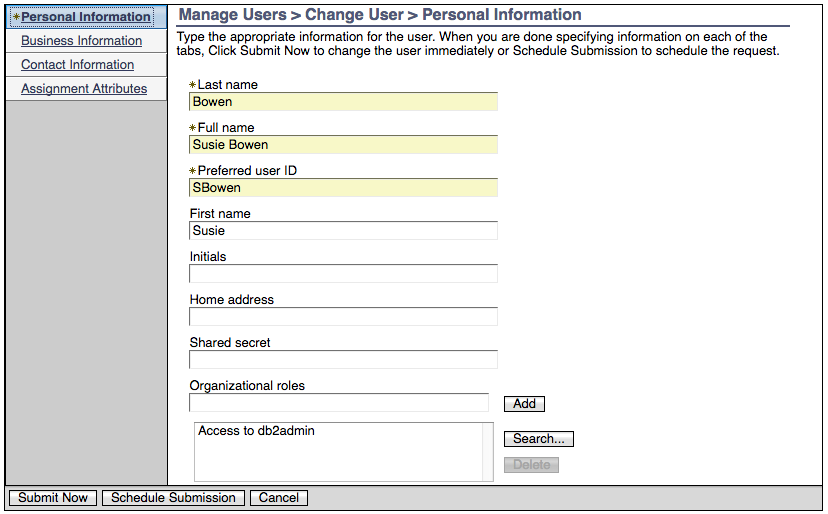 *Personal Information
Business Information
Contact Information
Assignment Attributes
Manage Users > Change User > Personal Information
Type the appropriate information for the user. When you are done specifying information on each of the
tabs, Click Submit Now to change the user immediately or Schedule Submission to schedule the request.
*Last name
Bowen
*Full name
Susie Bowen
*Preferred user ID
SBowen
First name
Susie
Initials
Home address
Shared secret
Organizational roles
Add
Access to db2admin
Search...
Delete
Submit Now Schedule Submission Cancel